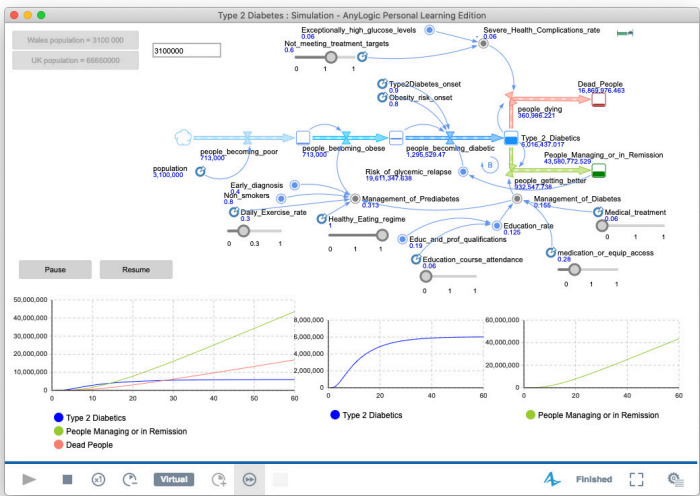 Type 2 Diabetes : Simulation - AnyLogic Personal Learning Edition
Wales population = 3100 000
UK population = 66650000
3100000
Exceptionally_high_glucose_levels
0.06
Not_meeting_treatment_targets
0.6
0 1 1
Severe_Health_Complications_rate
0.06
Type2Diabetes_onset
0.9
Obesity_risk_onset
0.8
Dead_People
16,869,976.463
people_dying
360,986.221
people_becoming_poor
713,000
people_becoming_obese
713,000
people_becoming_diabetic
1,295,529.47
Type_2_Diabetics
6,016,437.017
People_Managing_or_in_Remission
43,580,772.529
population
3,100,000
B
Risk_of_glycemic_relapse
19,611,347.638
people_getting_better
932,547.738
Early_diagnosis
0.4
Non_smokers
0.8
Management_of_Prediabetes
0.313
Management_of_Diabetes
0.155
Daily_Exercise_rate
0.3
0 0.3 1
Healthy_Eating_regime
1
0 1 1
Medical_treatment
0.06
0 1 1
Education_rate
0.125
Educ_and_prof_qualifications
0.19
Education_course_attendance
0.06
0 1 1
medication_or_equip_access
0.28
0 1 1
Pause
Resume
50,000,000
40,000,000
30,000,000
20,000,000
10,000,000
0
0 10 20 30 40 50 60
Type 2 Diabetics
People Managing or in Remission
Dead People
8,000,000
6,000,000
4,000,000
2,000,000
0
0 20 40 60
Type 2 Diabetics
60,000,000
40,000,000
20,000,000
0
0 20 40 60
People Managing or in Remission
x1
Virtual
Finished